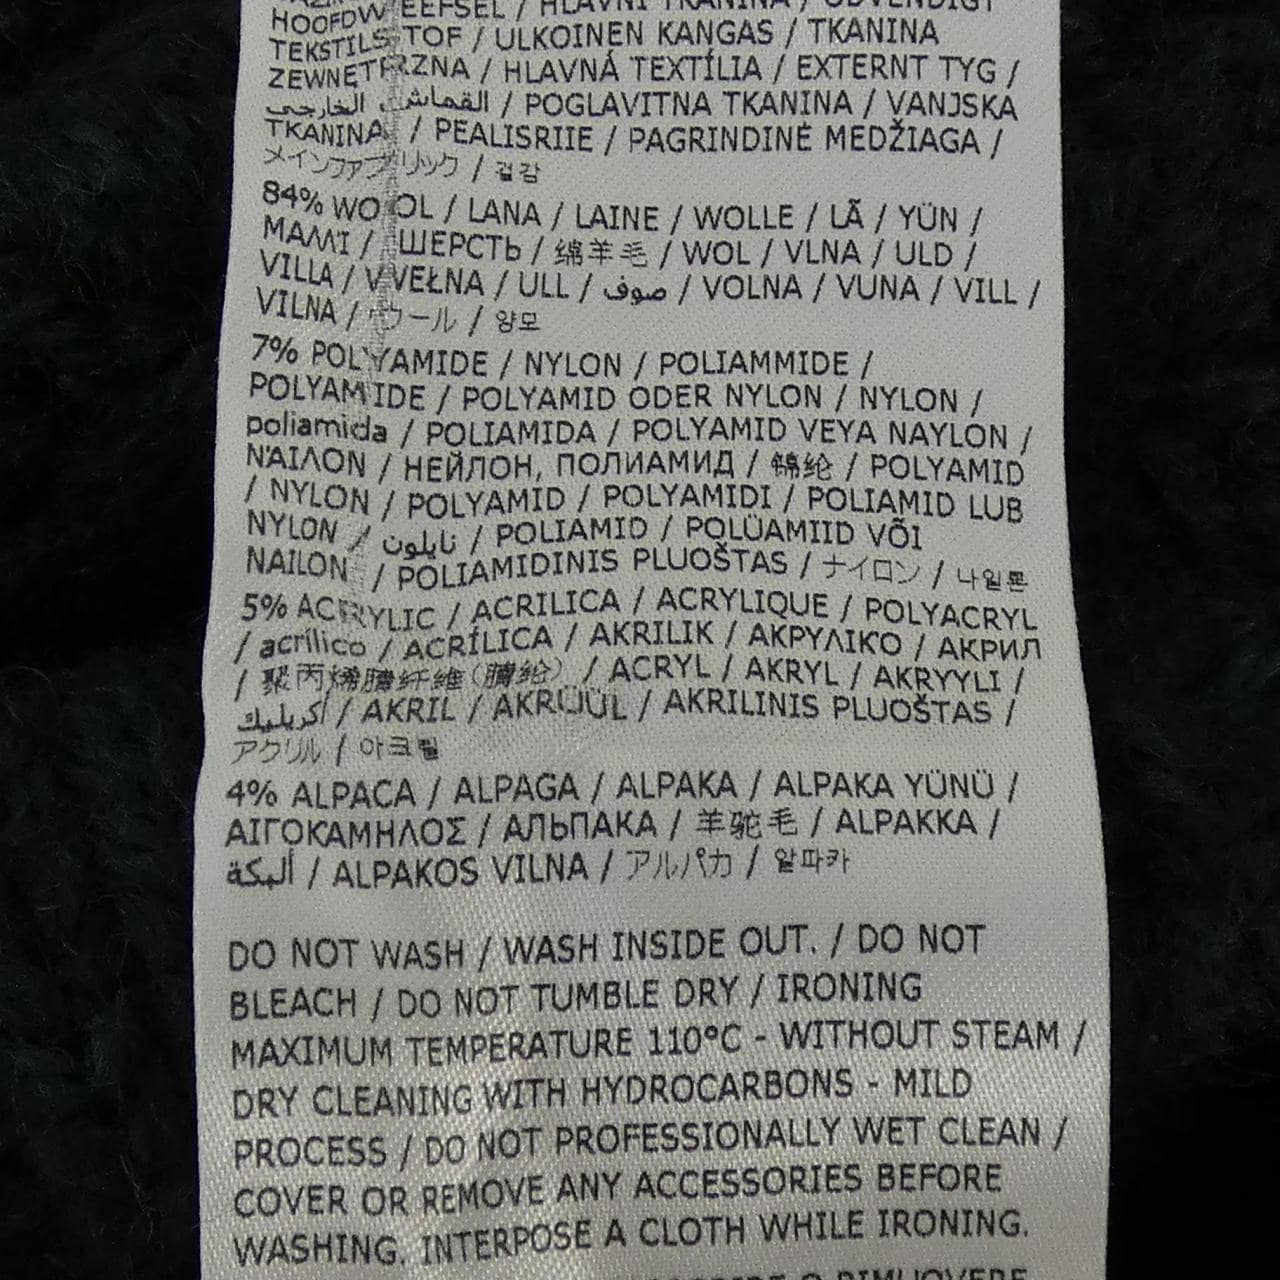 HOOFDWEEFSEL / HLAVNÍ TKANINA / UDVENDIGT
TEKSTILSTOF / ULKOINEN KANGAS / TKANINA
ZEWNĘTRZNA / HLAVNÁ TEXTÍLIA / EXTERNT TYG /
القماش الخارجي / POGLAVITNA TKANINA / VANJSKA
TKANINA / PEALISRIIE / PAGRINDINĖ MEDŽIAGA /
メインファブリック / 겉감
84% WOOL / LANA / LAINE / WOLLE / LÃ / YÜN /
ΜΑΛΛΊ / ШЕРСТЬ / 绵羊毛 / WOL / VLNA / ULD /
VILLA / WEŁNA / ULL / صوف / VOLNA / VUNA / VILL /
VILNA / ウール / 양모
7% POLYAMIDE / NYLON / POLIAMMIDE /
POLYAMIDE / POLYAMID ODER NYLON / NYLON /
poliamida / POLIAMIDA / POLYAMID VEYA NAYLON /
ΝΆΙΛΟΝ / НЕЙЛОН, ПОЛИАМИД / 锦纶 / POLYAMID
/ NYLON / POLYAMID / POLYAMIDI / POLIAMID LUB
NYLON / نايلون / POLIAMID / POLÜAMIID VÕI
NAILON / POLIAMIDINIS PLUOŠTAS / ナイロン / 나일론
5% ACRYLIC / ACRILICA / ACRYLIQUE / POLYACRYL
/ acrílico / ACRÍLICA / AKRILIK / ΑΚΡΥΛΙΚΌ / АКРИЛ
/ 聚丙烯腈纤维(腈纶) / ACRYL / AKRYL / AKRYYLI /
أكريليك / AKRIL / AKRÜÜL / AKRILINIS PLUOŠTAS /
アクリル / 아크릴
4% ALPACA / ALPAGA / ALPAKA / ALPAKA YÜNÜ /
ΑΙΓΟΚΑΜΗΛΟΣ / АЛЬПАКА / 羊驼毛 / ALPAKKA /
ألبكة / ALPAKOS VILNA / アルパカ / 알파카
DO NOT WASH / WASH INSIDE OUT. / DO NOT
BLEACH / DO NOT TUMBLE DRY / IRONING
MAXIMUM TEMPERATURE 110°C - WITHOUT STEAM /
DRY CLEANING WITH HYDROCARBONS - MILD
PROCESS / DO NOT PROFESSIONALLY WET CLEAN /
COVER OR REMOVE ANY ACCESSORIES BEFORE
WASHING. INTERPOSE A CLOTH WHILE IRONING.
O RIMUOVERE